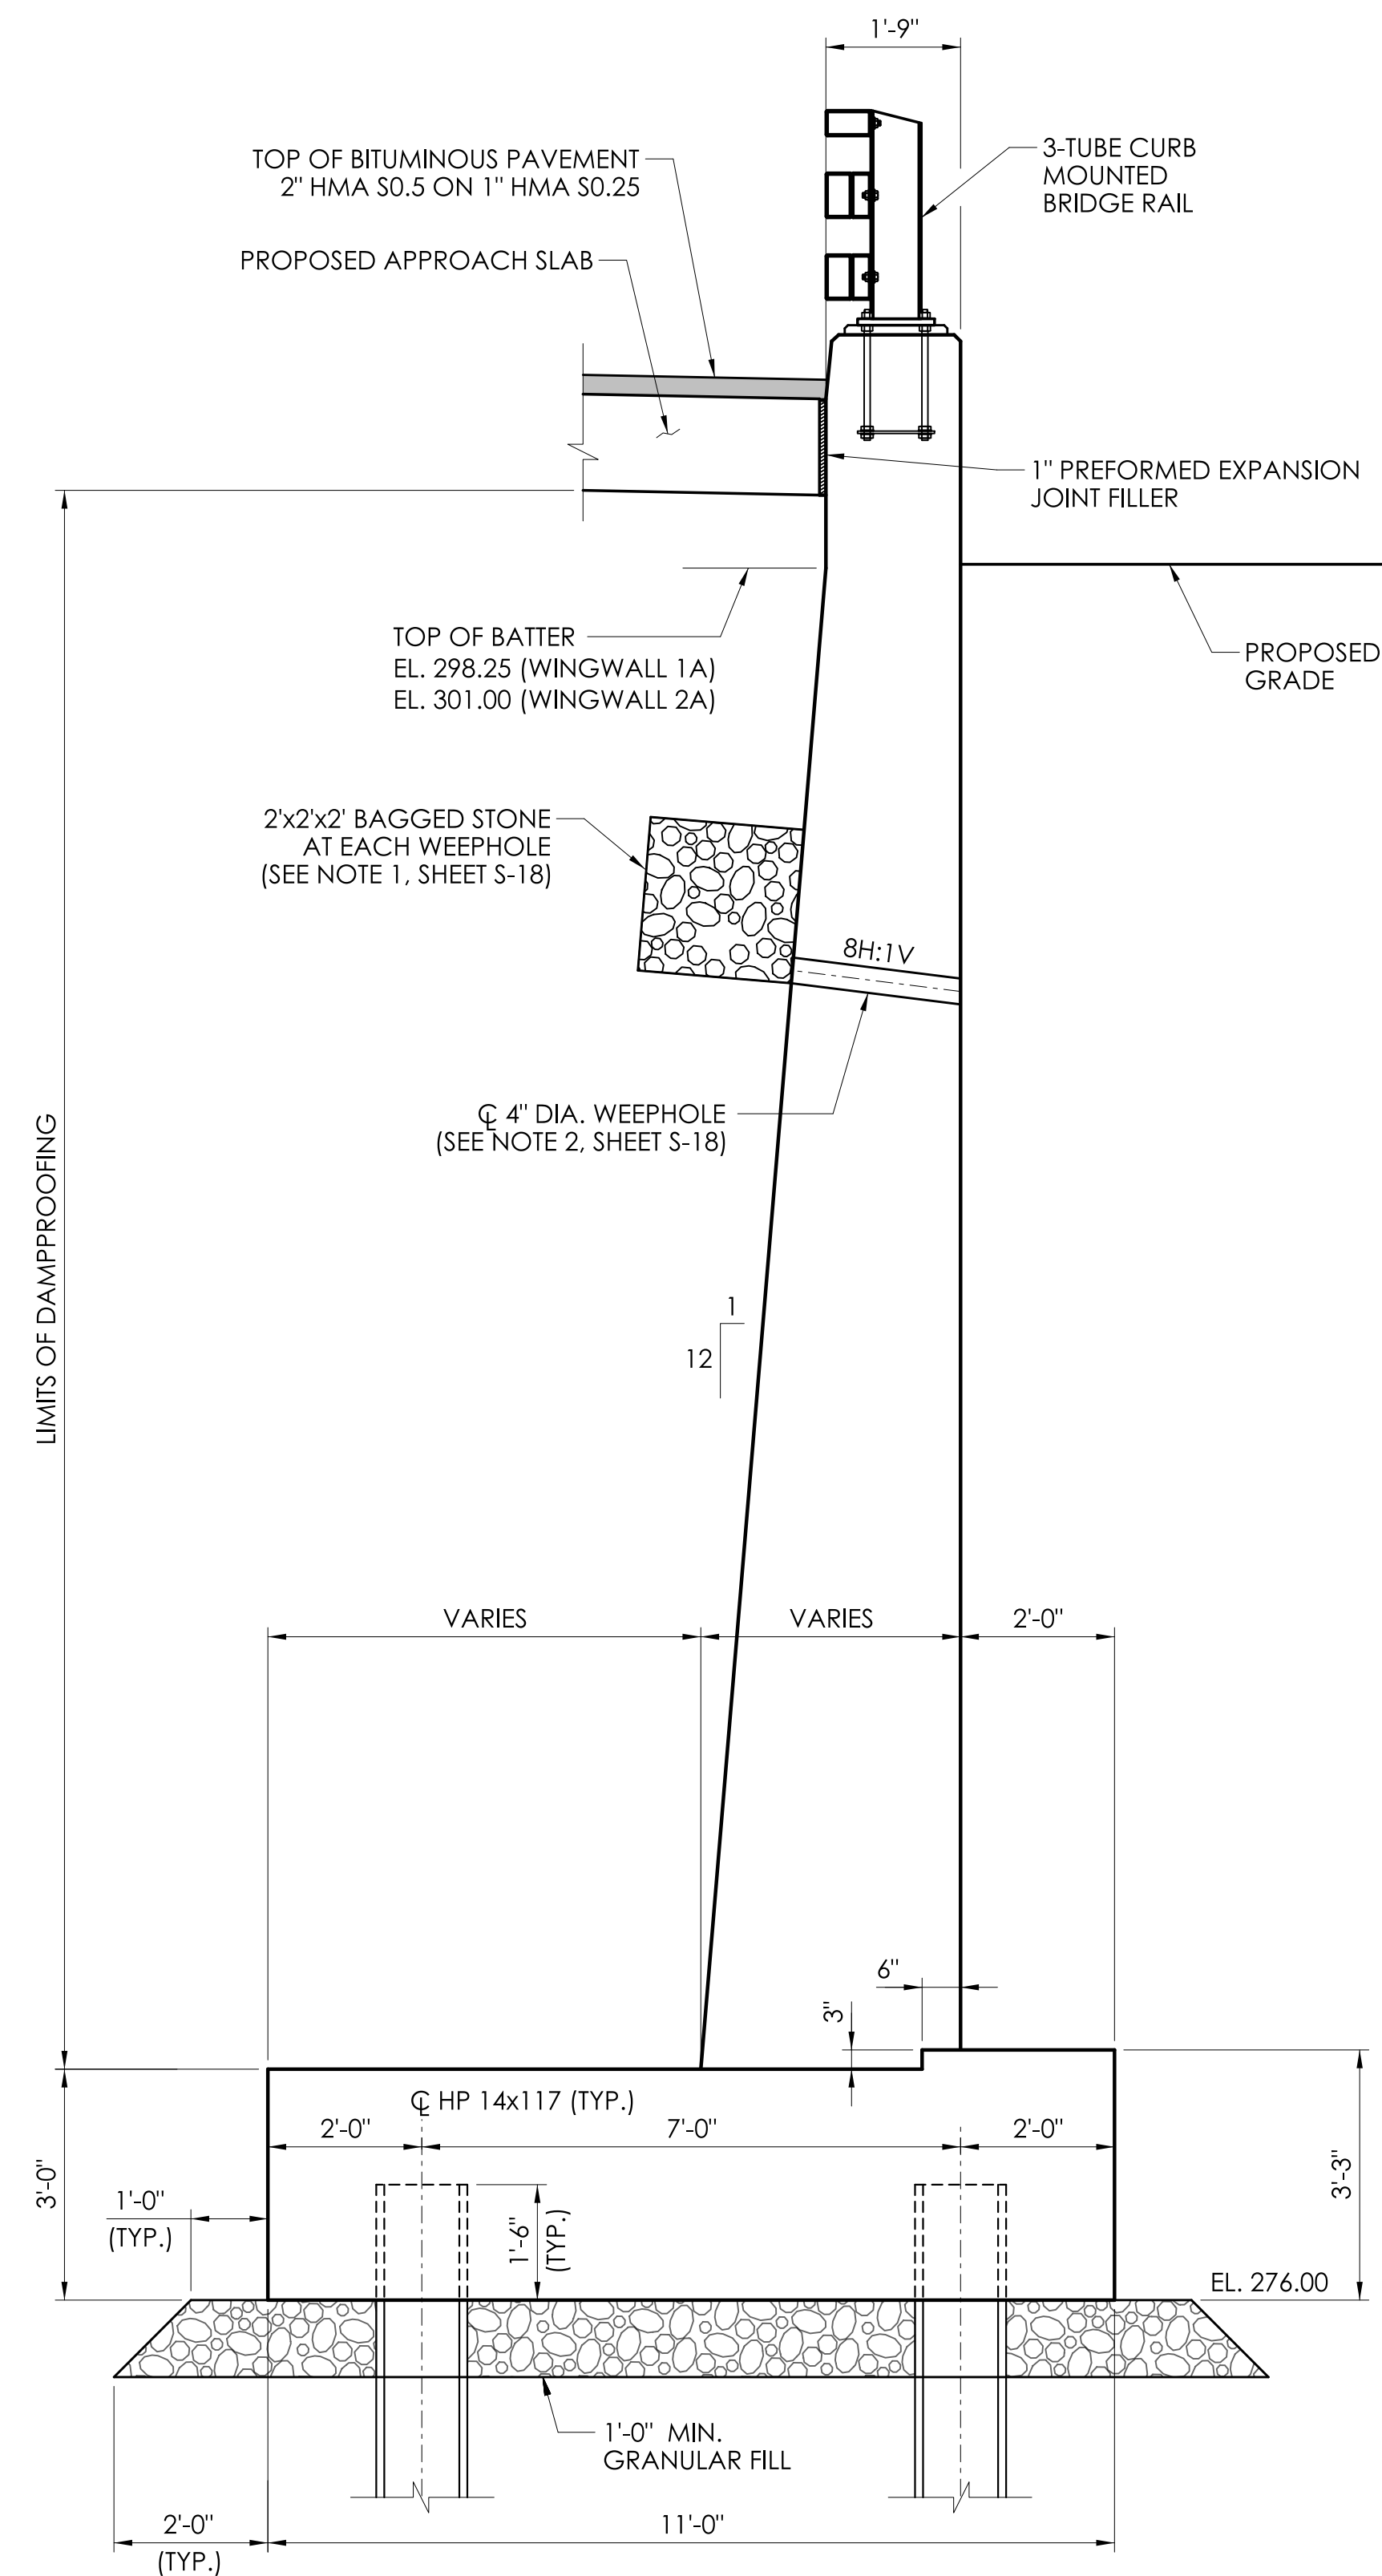 1'-9"
TOP OF BITUMINOUS PAVEMENT
2" HMA S0.5 ON 1" HMA S0.25
3-TUBE CURB
MOUNTED
BRIDGE RAIL
PROPOSED APPROACH SLAB
1" PREFORMED EXPANSION
JOINT FILLER
TOP OF BATTER
EL. 298.25 (WINGWALL 1A)
EL. 301.00 (WINGWALL 2A)
PROPOSED
GRADE
2'x2'x2' BAGGED STONE
AT EACH WEEPHOLE
(SEE NOTE 1, SHEET S-18)
8H:1V
℄ 4" DIA. WEEPHOLE
(SEE NOTE 2, SHEET S-18)
LIMITS OF DAMPPROOFING
1
12
VARIES
VARIES
2'-0"
6"
3"
℄ HP 14x117 (TYP.)
2'-0"
7'-0"
2'-0"
3'-0"
1'-0"
(TYP.)
1'-6"
(TYP.)
3'-3"
EL. 276.00
1'-0" MIN.
GRANULAR FILL
2'-0"
(TYP.)
11'-0"